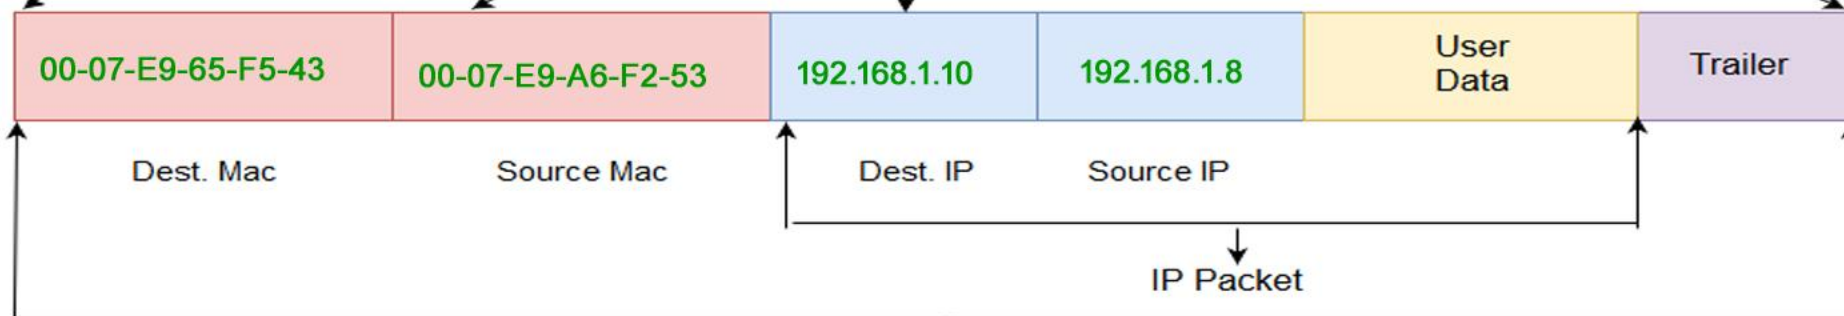 00-07-E9-65-F5-43
00-07-E9-A6-F2-53
192.168.1.10
192.168.1.8
User
Data
Trailer
Dest. Mac
Source Mac
Dest. IP
Source IP
IP Packet